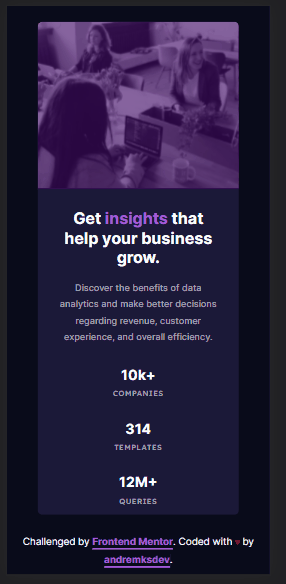 Get insights that
help your business
grow.
Discover the benefits of data
analytics and make better decisions
regarding revenue, customer
experience, and overall efficiency.
10k+
COMPANIES
314
TEMPLATES
12M+
QUERIES
Challenged by Frontend Mentor. Coded with ♥ by
andremksdev.